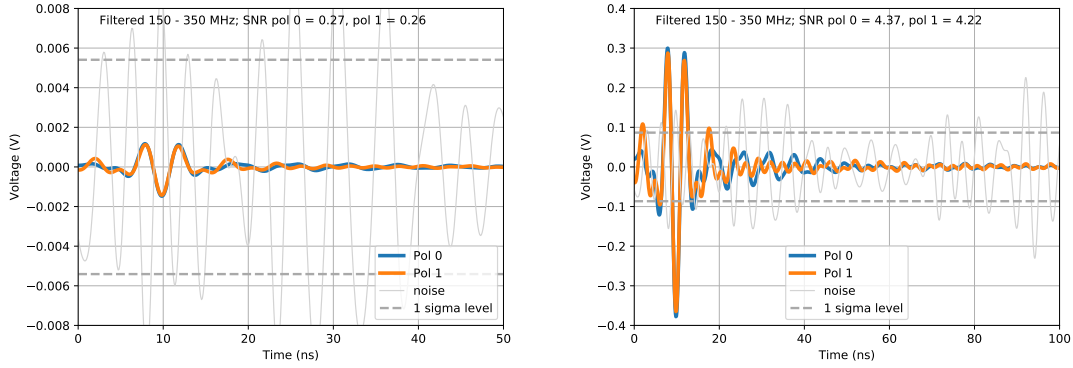 Filtered 150 - 350 MHz; SNR pol 0 = 0.27, pol 1 = 0.26
0.008
0.006
0.004
0.002
0.000
−0.002
−0.004
−0.006
−0.008
Voltage (V)
0
10
20
30
40
50
Time (ns)
Pol 0
Pol 1
noise
1 sigma level
Filtered 150 - 350 MHz; SNR pol 0 = 4.37, pol 1 = 4.22
0.4
0.3
0.2
0.1
0.0
−0.1
−0.2
−0.3
−0.4
Voltage (V)
0
20
40
60
80
100
Time (ns)
Pol 0
Pol 1
noise
1 sigma level